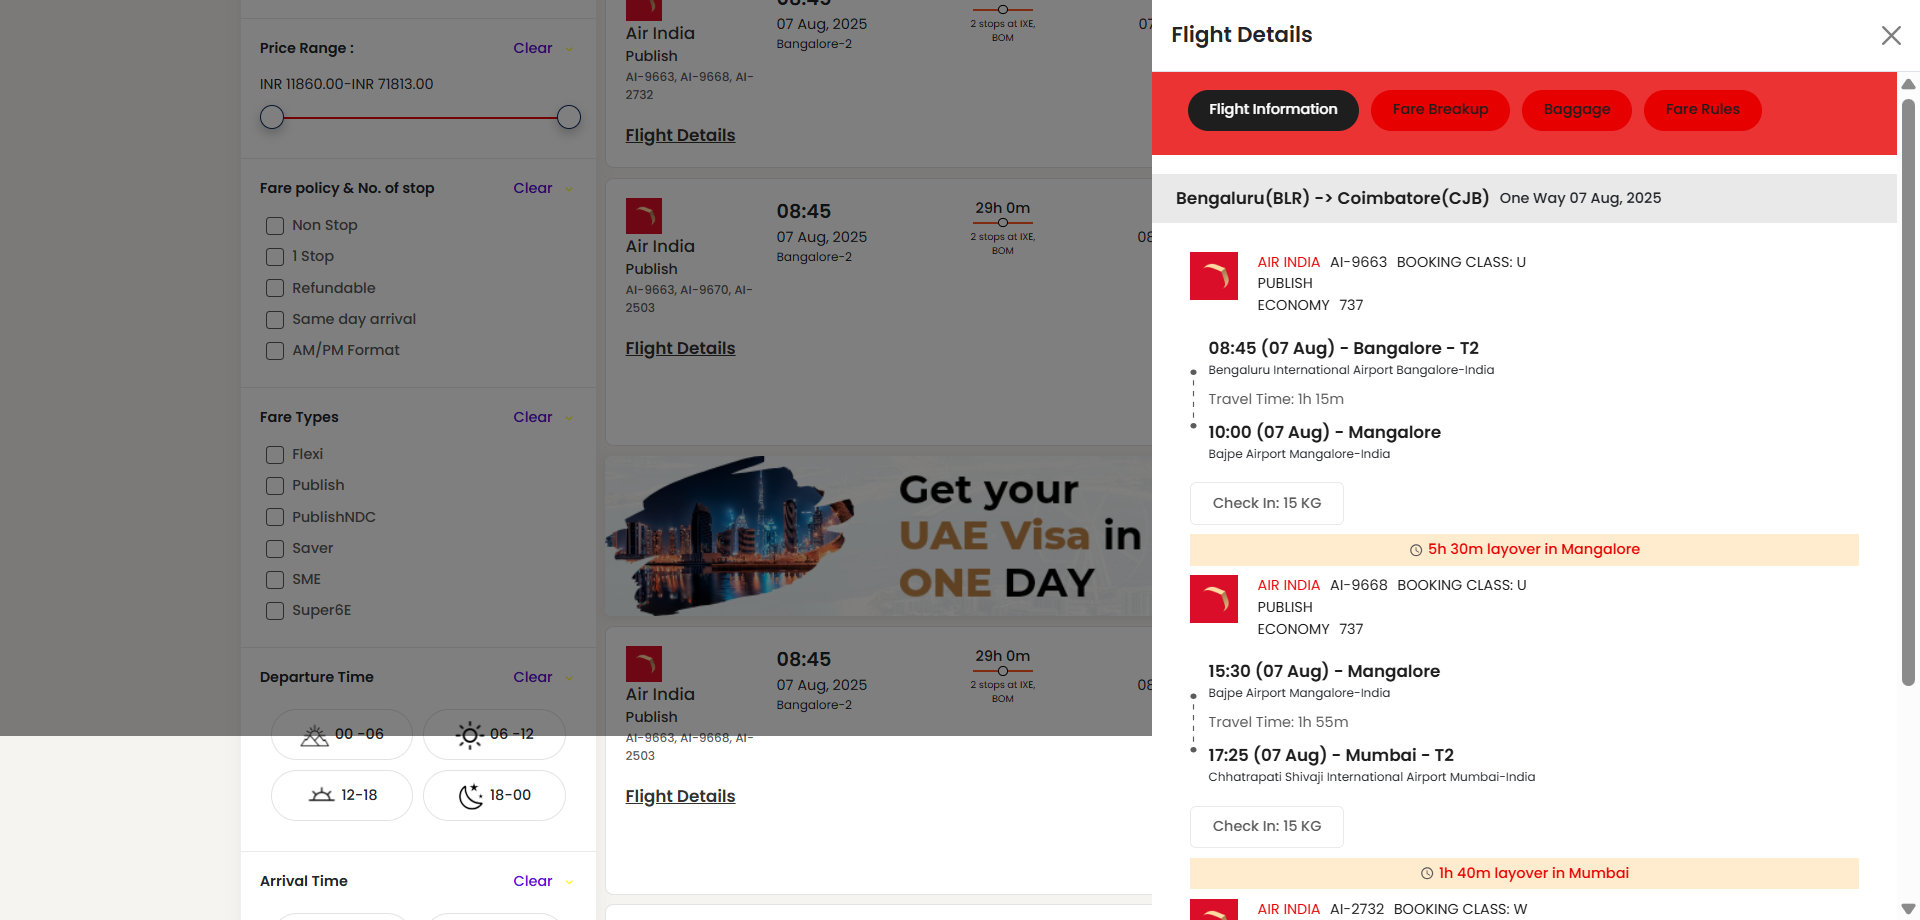 Price Range :
Clear
INR 11860.00-INR 71813.00
Fare policy & No. of stop
Clear
Non Stop
1 Stop
Refundable
Same day arrival
AM/PM Format
Fare Types
Clear
Flexi
Publish
PublishNDC
Saver
SME
Super6E
Departure Time
Clear
00 -06
06 -12
12-18
18-00
Arrival Time
Clear
08:45
Air India
07 Aug, 2025
2 stops at IXE,
BOM
07
Publish
Bangalore-2
AI-9663, AI-9668, AI-
2732
Flight Details
08:45
29h 0m
Air India
07 Aug, 2025
2 stops at IXE,
BOM
08
Publish
Bangalore-2
AI-9663, AI-9670, AI-
2503
Flight Details
Get your
UAE Visa in
ONE DAY
08:45
29h 0m
Air India
07 Aug, 2025
2 stops at IXE,
BOM
08
Publish
Bangalore-2
AI-9663, AI-9668, AI-
2503
Flight Details
Flight Details
Flight Information
Fare Breakup
Baggage
Fare Rules
Bengaluru(BLR) -> Coimbatore(CJB) One Way 07 Aug, 2025
AIR INDIA AI-9663 BOOKING CLASS: U
PUBLISH
ECONOMY 737
08:45 (07 Aug) - Bangalore - T2
Bengaluru International Airport Bangalore-India
Travel Time: 1h 15m
10:00 (07 Aug) - Mangalore
Bajpe Airport Mangalore-India
Check In: 15 KG
5h 30m layover in Mangalore
AIR INDIA AI-9668 BOOKING CLASS: U
PUBLISH
ECONOMY 737
15:30 (07 Aug) - Mangalore
Bajpe Airport Mangalore-India
Travel Time: 1h 55m
17:25 (07 Aug) - Mumbai - T2
Chhatrapati Shivaji International Airport Mumbai-India
Check In: 15 KG
1h 40m layover in Mumbai
AIR INDIA AI-2732 BOOKING CLASS: W